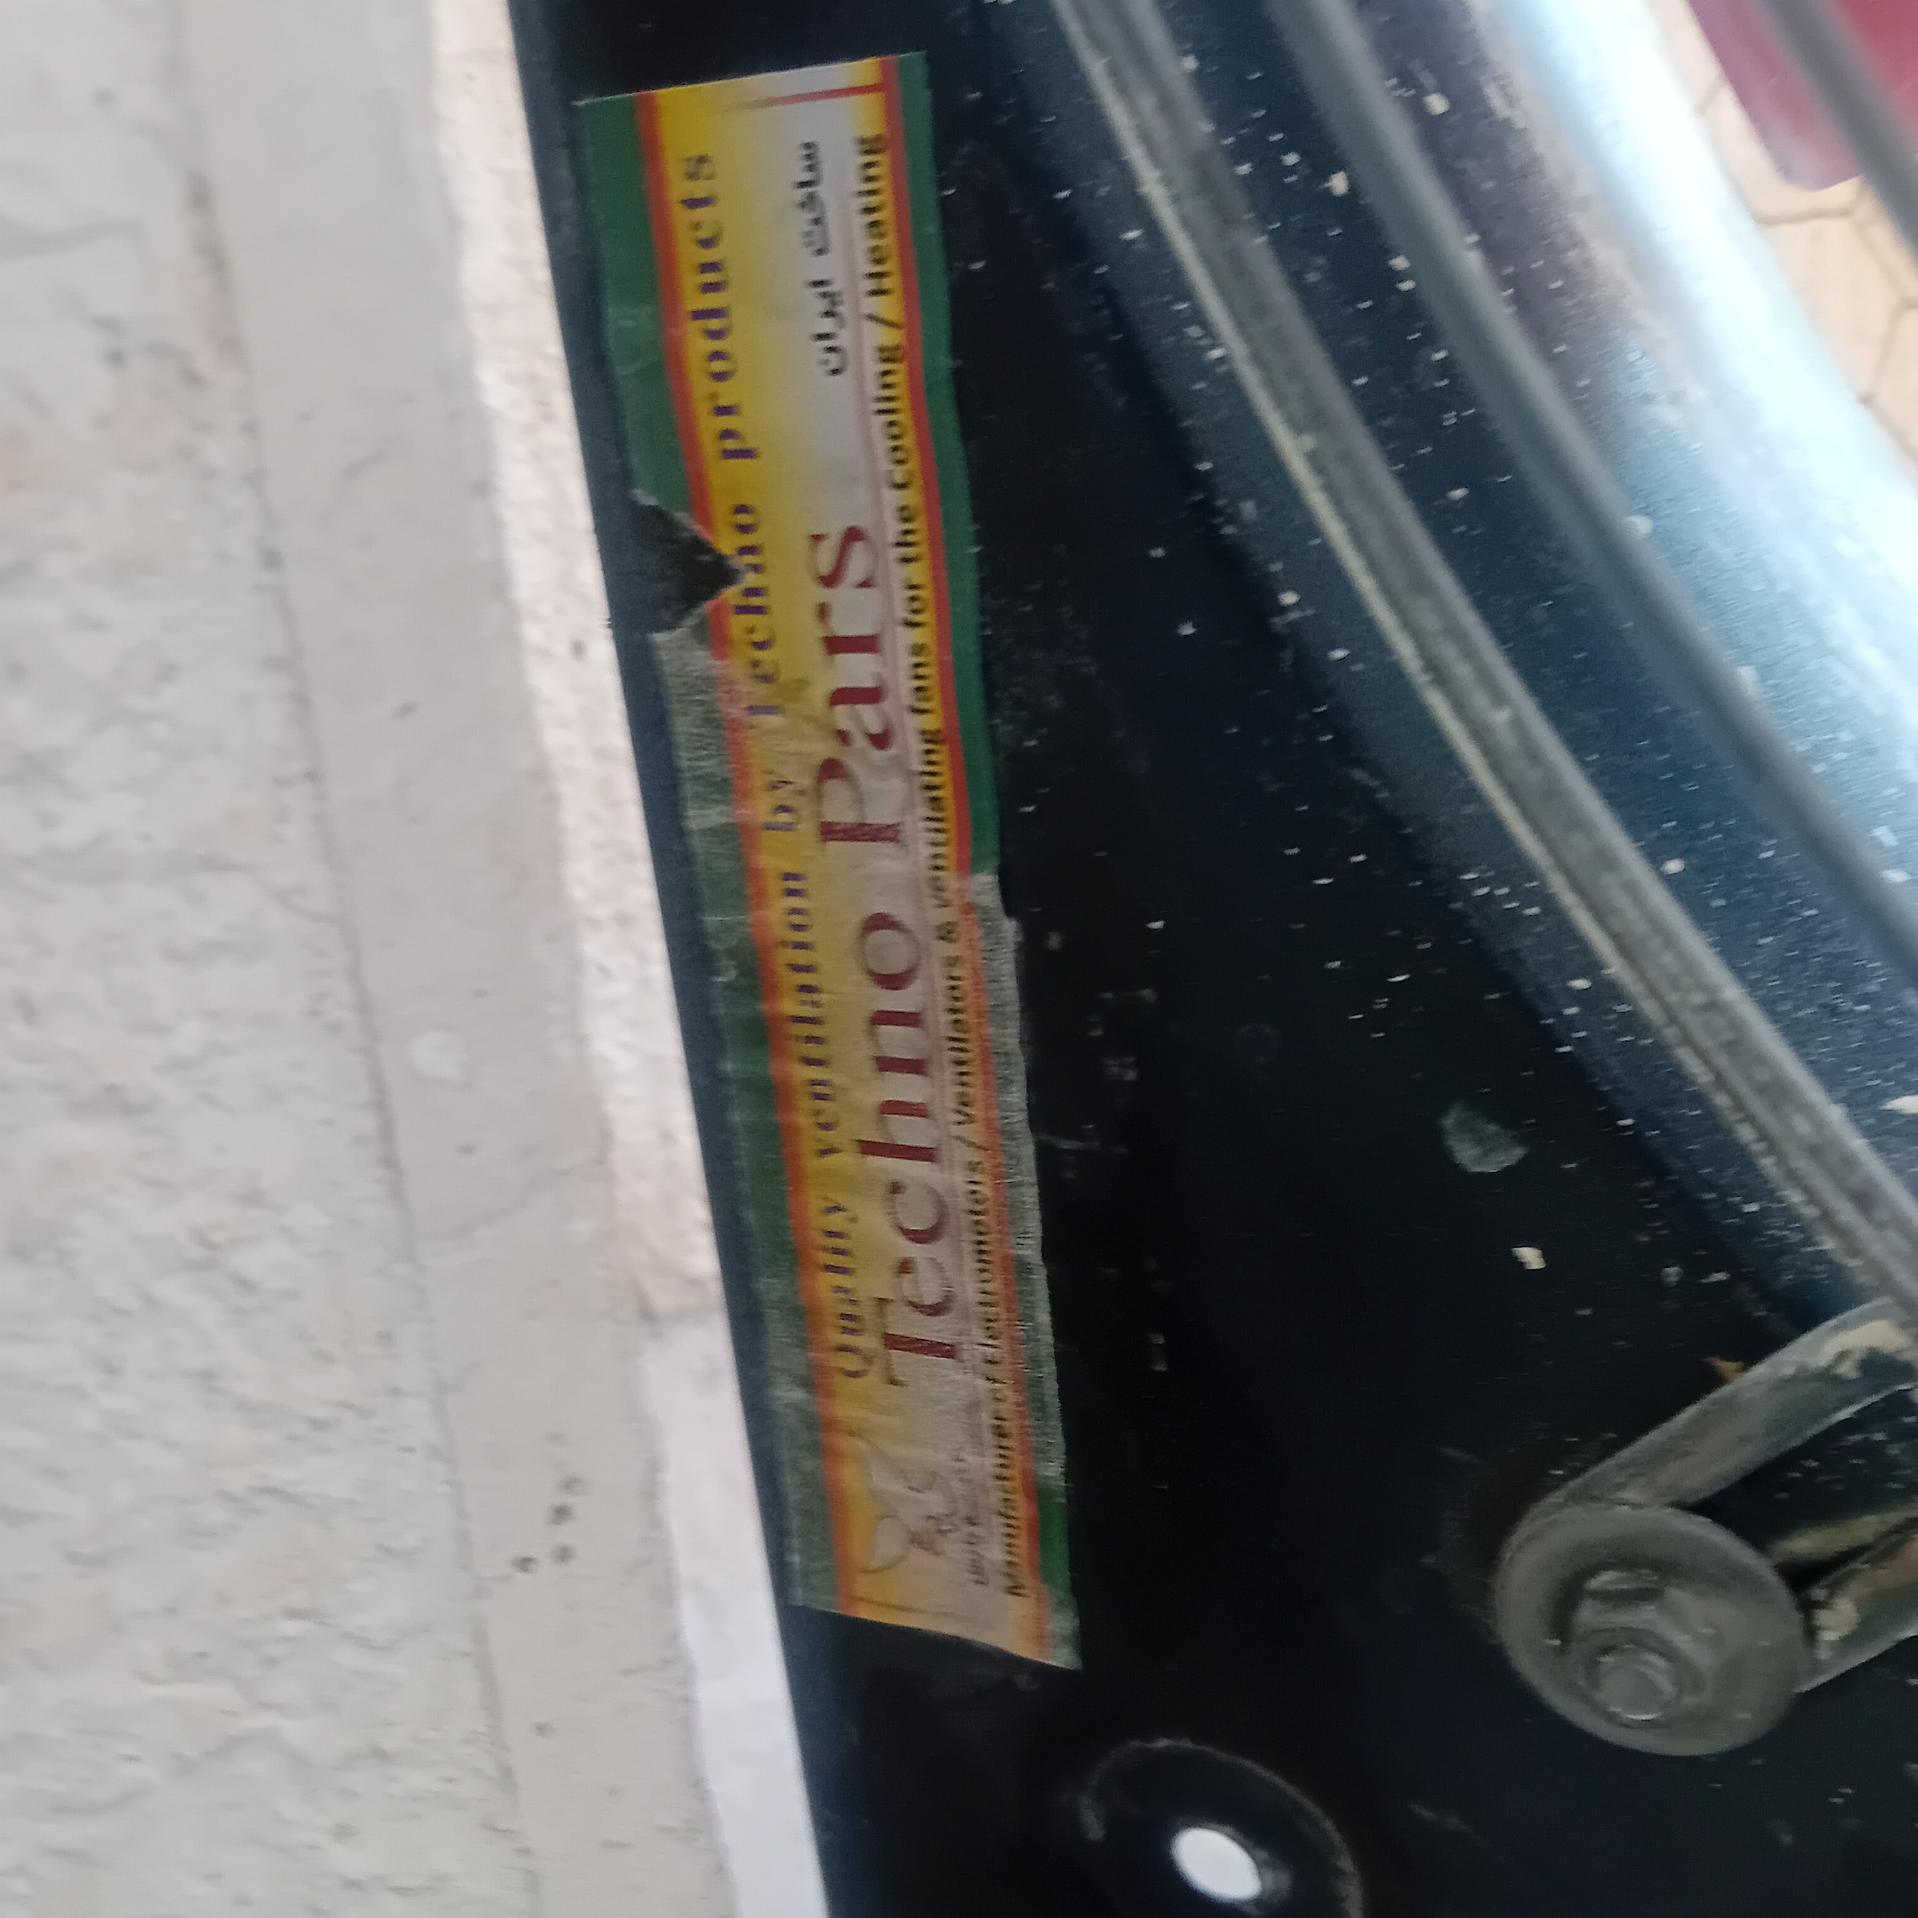 Quality ventilation by Techno products
Techno Pars
ساخت ایران
Manufacturer of Electromotors / Ventilators & ventilating fans for the cooling / Heating